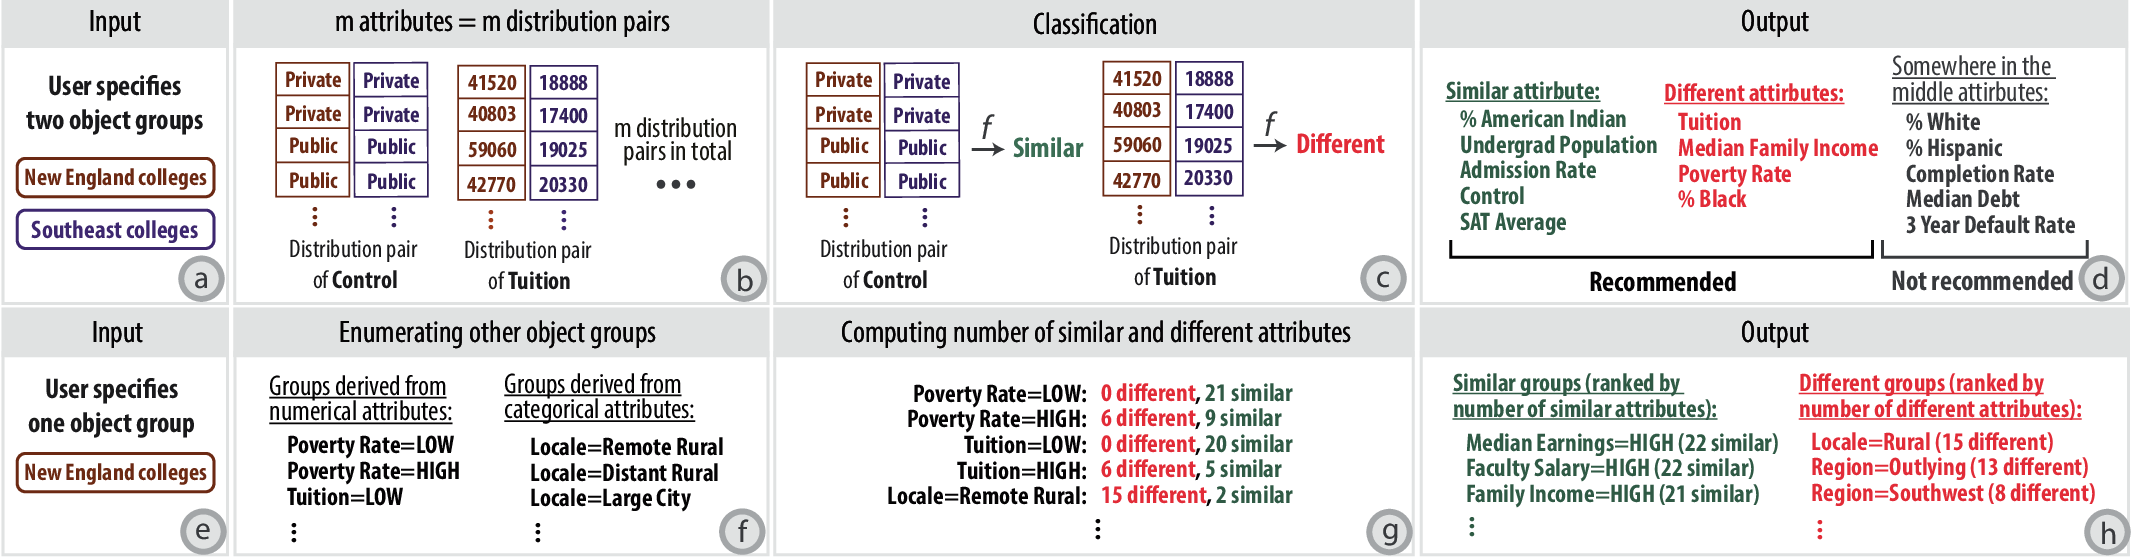 Input
User specifies
two object groups
New England colleges
Southeast colleges
a
m attributes = m distribution pairs
Private Private
Private Private
Public Public
Public Public
Distribution pair
of Control
41520 18888
40803 17400
59060 19025
42770 20330
Distribution pair
of Tuition
m distribution
pairs in total
b
Classification
Private Private
Private Private
Public Public
Public Public
Distribution pair
of Control
f
Similar
41520 18888
40803 17400
59060 19025
42770 20330
Distribution pair
of Tuition
f
Different
c
Output
Similar attirbute:
% American Indian
Undergrad Population
Admission Rate
Control
SAT Average
Different attirbutes:
Tuition
Median Family Income
Poverty Rate
% Black
Recommended
Somewhere in the
middle attirbutes:
% White
% Hispanic
Completion Rate
Median Debt
3 Year Default Rate
Not recommended
d
Input
User specifies
one object group
New England colleges
e
Enumerating other object groups
Groups derived from
numerical attributes:
Poverty Rate=LOW
Poverty Rate=HIGH
Tuition=LOW
Groups derived from
categorical attributes:
Locale=Remote Rural
Locale=Distant Rural
Locale=Large City
f
Computing number of similar and different attributes
Poverty Rate=LOW: 0 different, 21 similar
Poverty Rate=HIGH: 6 different, 9 similar
Tuition=LOW: 0 different, 20 similar
Tuition=HIGH: 6 different, 5 similar
Locale=Remote Rural: 15 different, 2 similar
g
Output
Similar groups (ranked by
number of similar attributes):
Median Earnings=HIGH (22 similar)
Faculty Salary=HIGH (22 similar)
Family Income=HIGH (21 similar)
Different groups (ranked by
number of different attributes):
Locale=Rural (15 different)
Region=Outlying (13 different)
Region=Southwest (8 different)
h